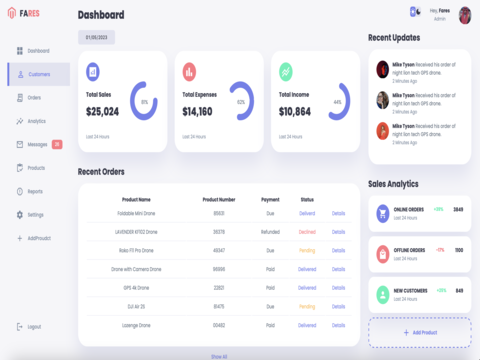 FARES
Dashboard
Customers
Orders
Analytics
Messages
Products
Reports
Settings
AddProudct
Logout
Dashboard
01/05/2023
Total Sales
$25,024
81%
Last 24 Hours
Total Expenses
$14,160
62%
Last 24 Hours
Total Income
$10,864
44%
Last 24 Hours
Recent Orders
Product Name Product Number Payment Status
Foldable Mini Drone 85631 Due Delivered Details
LAVENDER KF102 Drone 36378 Refunded Declined Details
Ruko F11 Pro Drone 49347 Due Pending Details
Drone with Camera Drone 96996 Paid Delivered Details
GPS 4k Drone 22821 Paid Delivered Details
DJI Air 2S 81475 Due Pending Details
Lozenge Drone 00482 Paid Delivered Details
Show All
Hey, Fares
Admin
Recent Updates
Mike Tyson Received his order of
night lion tech GPS drone.
2 Minutes Ago
Mike Tyson Received his order of
night lion tech GPS drone.
2 Minutes Ago
Mike Tyson Received his order of
night lion tech GPS drone.
2 Minutes Ago
Sales Analytics
ONLINE ORDERS +39% 3849
Last 24 Hours
OFFLINE ORDERS -17% 1100
Last 24 Hours
NEW CUSTOMERS 849
Last 24 Hours
+ Add Product